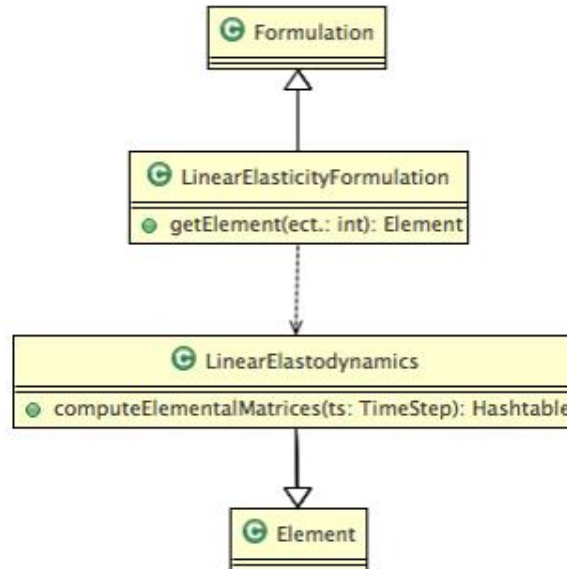 C Formulation
C LinearElasticityFormulation
getElement(ect.: int): Element
C LinearElastodynamics
computeElementalMatrices(ts: TimeStep): Hashtable
C Element